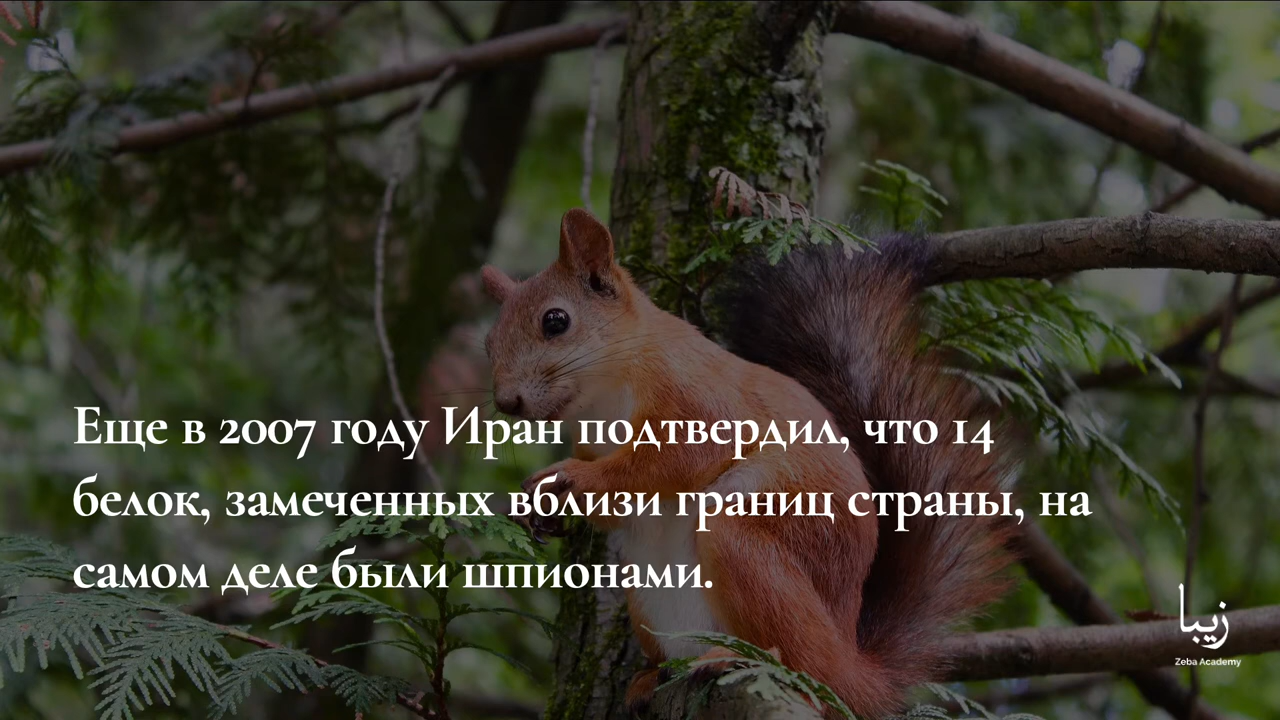 Еще в 2007 году Иран подтвердил, что 14
белок, замеченных вблизи границ страны, на
самом деле были шпионами.
زیبا
Zeba Academy